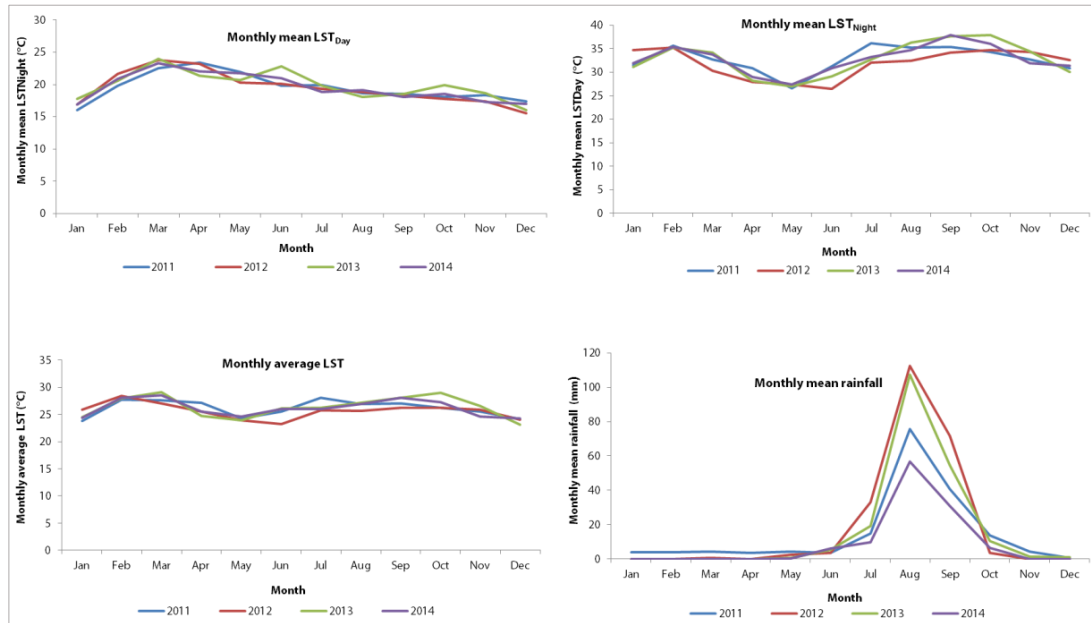 Monthly mean LSTDay
Monthly mean LSTNight (°C)
30
25
20
15
10
5
0
Jan Feb Mar Apr May Jun Jul Aug Sep Oct Nov Dec
Month
2011 2012 2013 2014
Monthly mean LSTNight
Monthly mean LSTDay (°C)
40
35
30
25
20
15
10
5
0
Jan Feb Mar Apr May Jun Jul Aug Sep Oct Nov Dec
Month
2011 2012 2013 2014
Monthly average LST
Monthly average LST (°C)
35
30
25
20
15
10
5
0
Jan Feb Mar Apr May Jun Jul Aug Sep Oct Nov Dec
Month
2011 2012 2013 2014
Monthly mean rainfall
Monthly mean rainfall (mm)
120
100
80
60
40
20
0
Jan Feb Mar Apr May Jun Jul Aug Sep Oct Nov Dec
Month
2011 2012 2013 2014